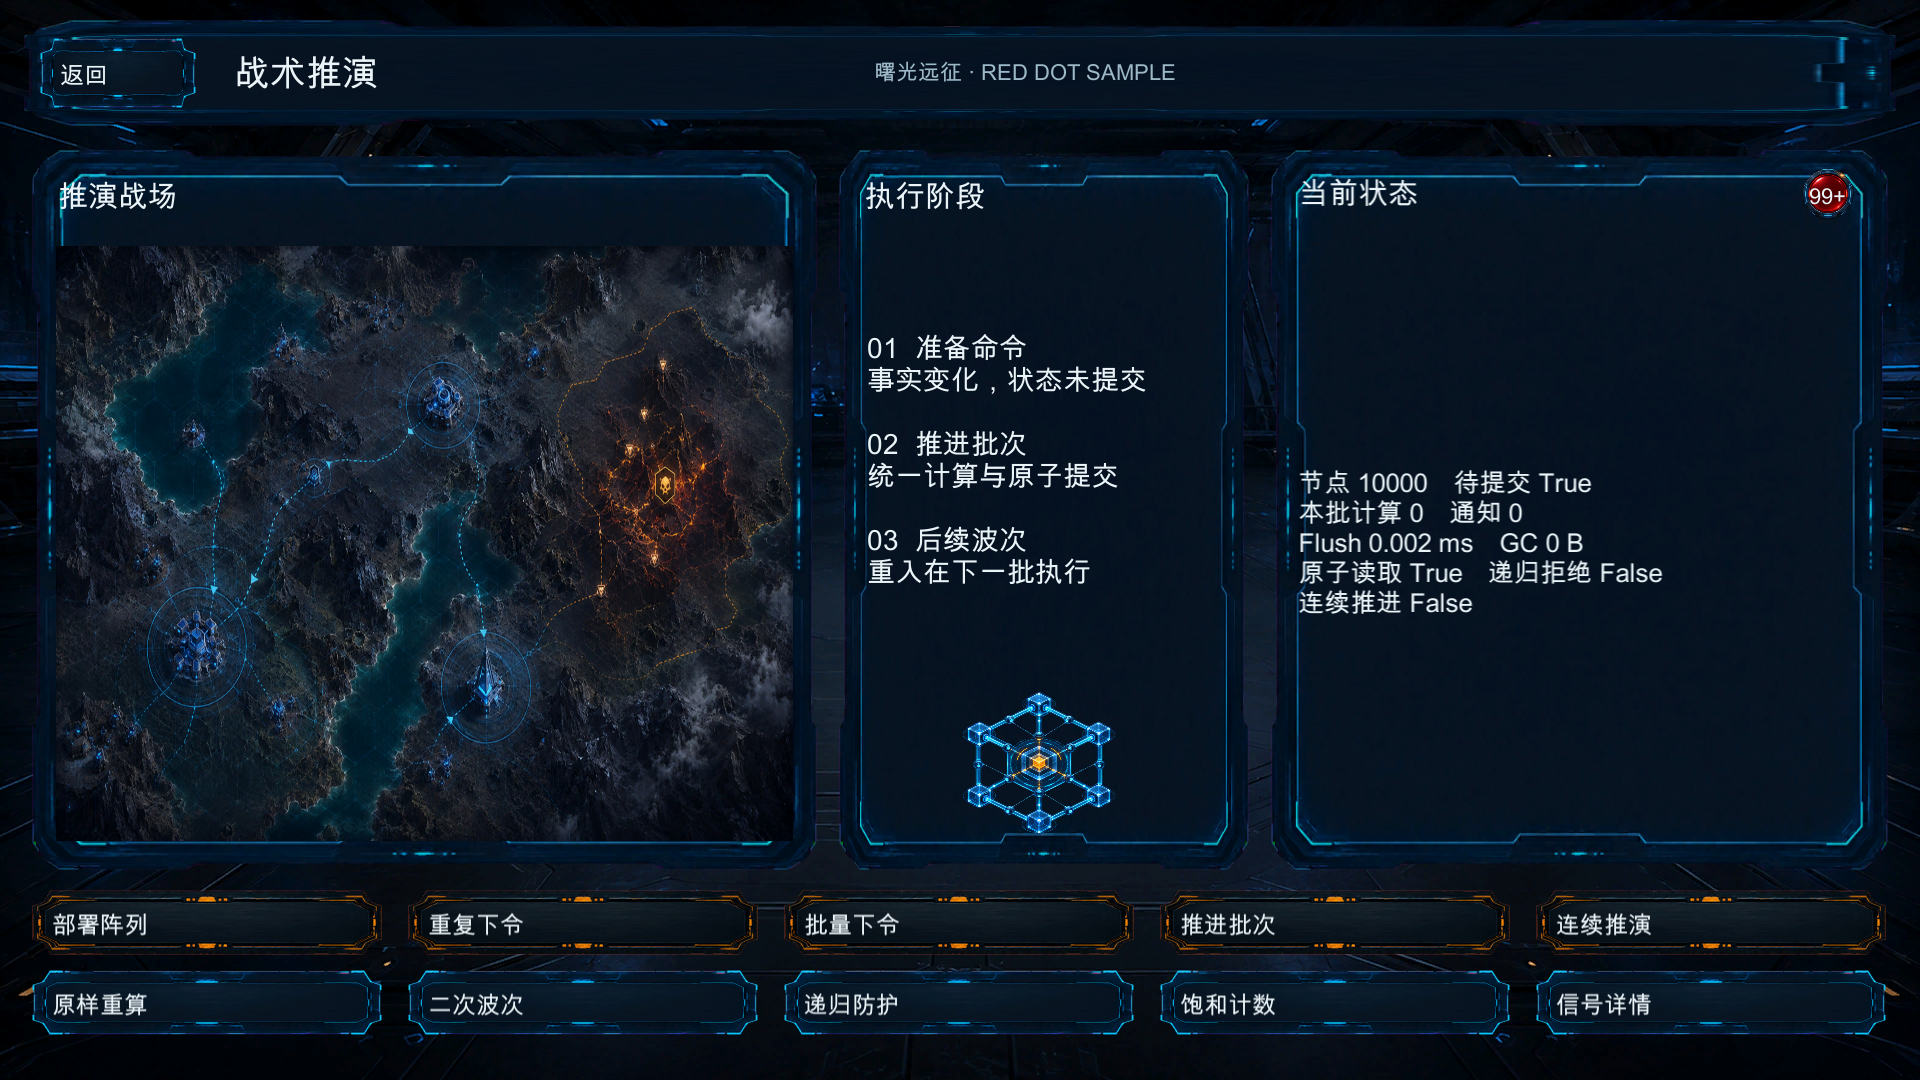 返回
战术推演
曙光远征 · RED DOT SAMPLE
推演战场
执行阶段
01 准备命令
事实变化，状态未提交
02 推进批次
统一计算与原子提交
03 后续波次
重入在下一批执行
当前状态
99+
节点 10000 待提交 True
本批计算 0 通知 0
Flush 0.002 ms GC 0 B
原子读取 True 递归拒绝 False
连续推进 False
部署阵列
重复下令
批量下令
推进批次
连续推演
原样重算
二次波次
递归防护
饱和计数
信号详情